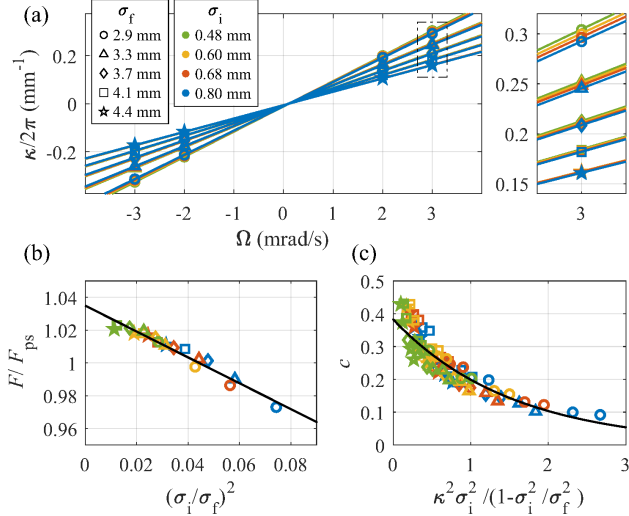 (a)
σf
2.9 mm
3.3 mm
3.7 mm
4.1 mm
4.4 mm
σi
0.48 mm
0.60 mm
0.68 mm
0.80 mm
κ/2π (mm⁻¹)
0.2
0
-0.2
-3 -2 -1 0 1 2 3
Ω (mrad/s)
0.3
0.25
0.2
0.15
3
(b)
F/ Fps
1.04
1.02
1
0.98
0.96
0 0.02 0.04 0.06 0.08
(σi/σf)²
(c)
c
0.5
0.4
0.3
0.2
0.1
0
0 1 2 3
κ²σi²/(1-σi²/σf²)